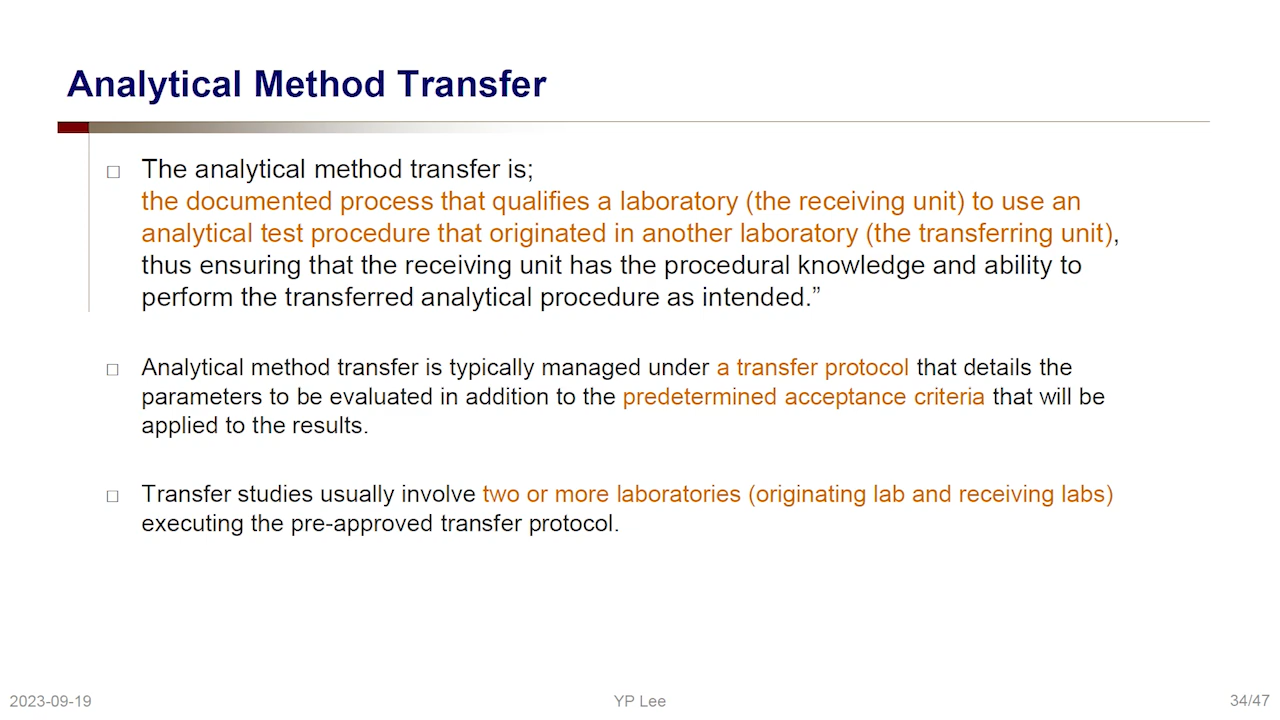 Analytical Method Transfer
The analytical method transfer is;
the documented process that qualifies a laboratory (the receiving unit) to use an
analytical test procedure that originated in another laboratory (the transferring unit),
thus ensuring that the receiving unit has the procedural knowledge and ability to
perform the transferred analytical procedure as intended.”
Analytical method transfer is typically managed under a transfer protocol that details the
parameters to be evaluated in addition to the predetermined acceptance criteria that will be
applied to the results.
Transfer studies usually involve two or more laboratories (originating lab and receiving labs)
executing the pre-approved transfer protocol.
2023-09-19
YP Lee
34/47